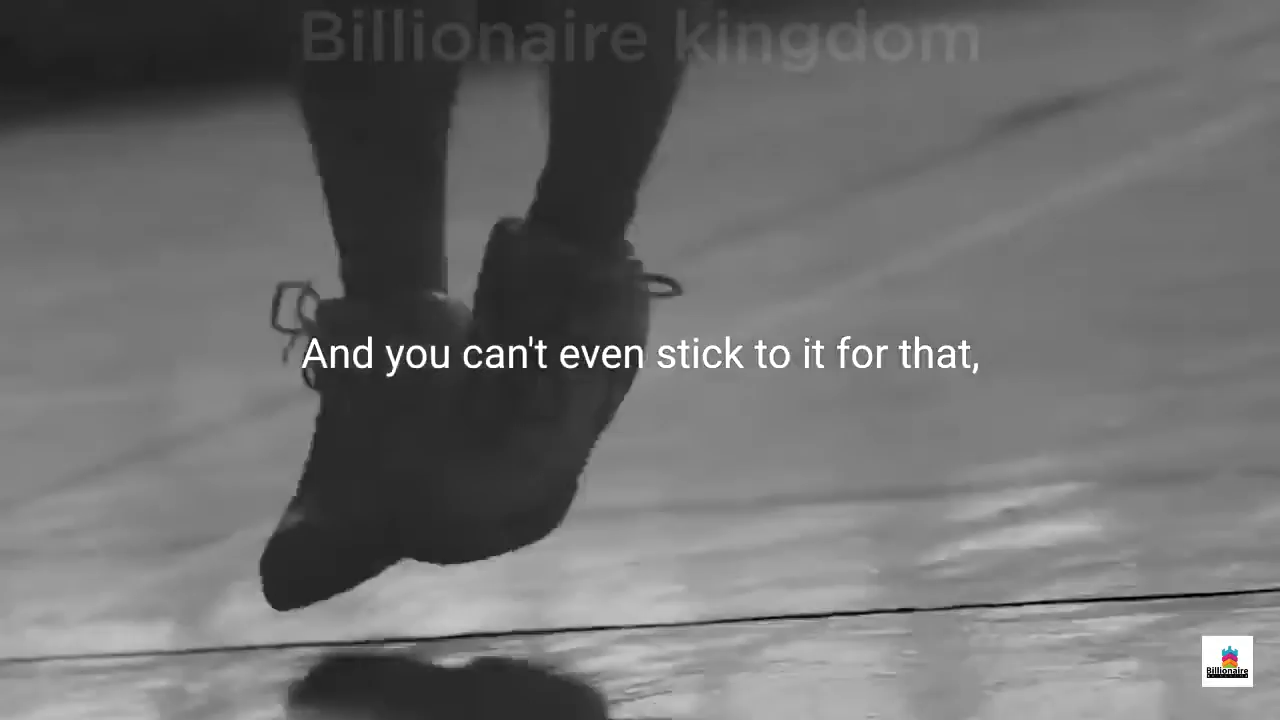 Billionaire kingdom
And you can't even stick to it for that,
Billionaire